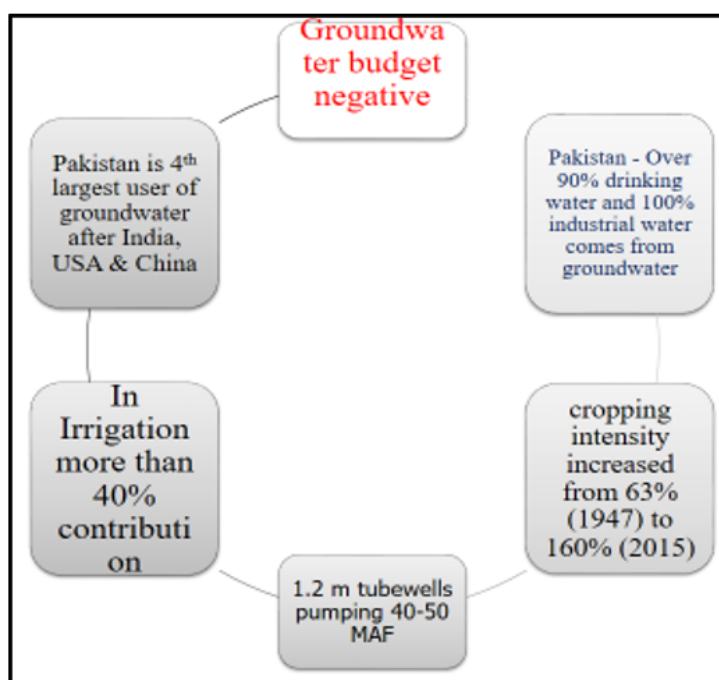 Groundwa
ter budget
negative
Pakistan - Over
90% drinking
water and 100%
industrial water
comes from
groundwater
cropping
intensity
increased
from 63%
(1947) to
160% (2015)
1.2 m tubewells
pumping 40-50
MAF
In
Irrigation
more than
40%
contributi
on
Pakistan is 4th
largest user of
groundwater
after India,
USA & China